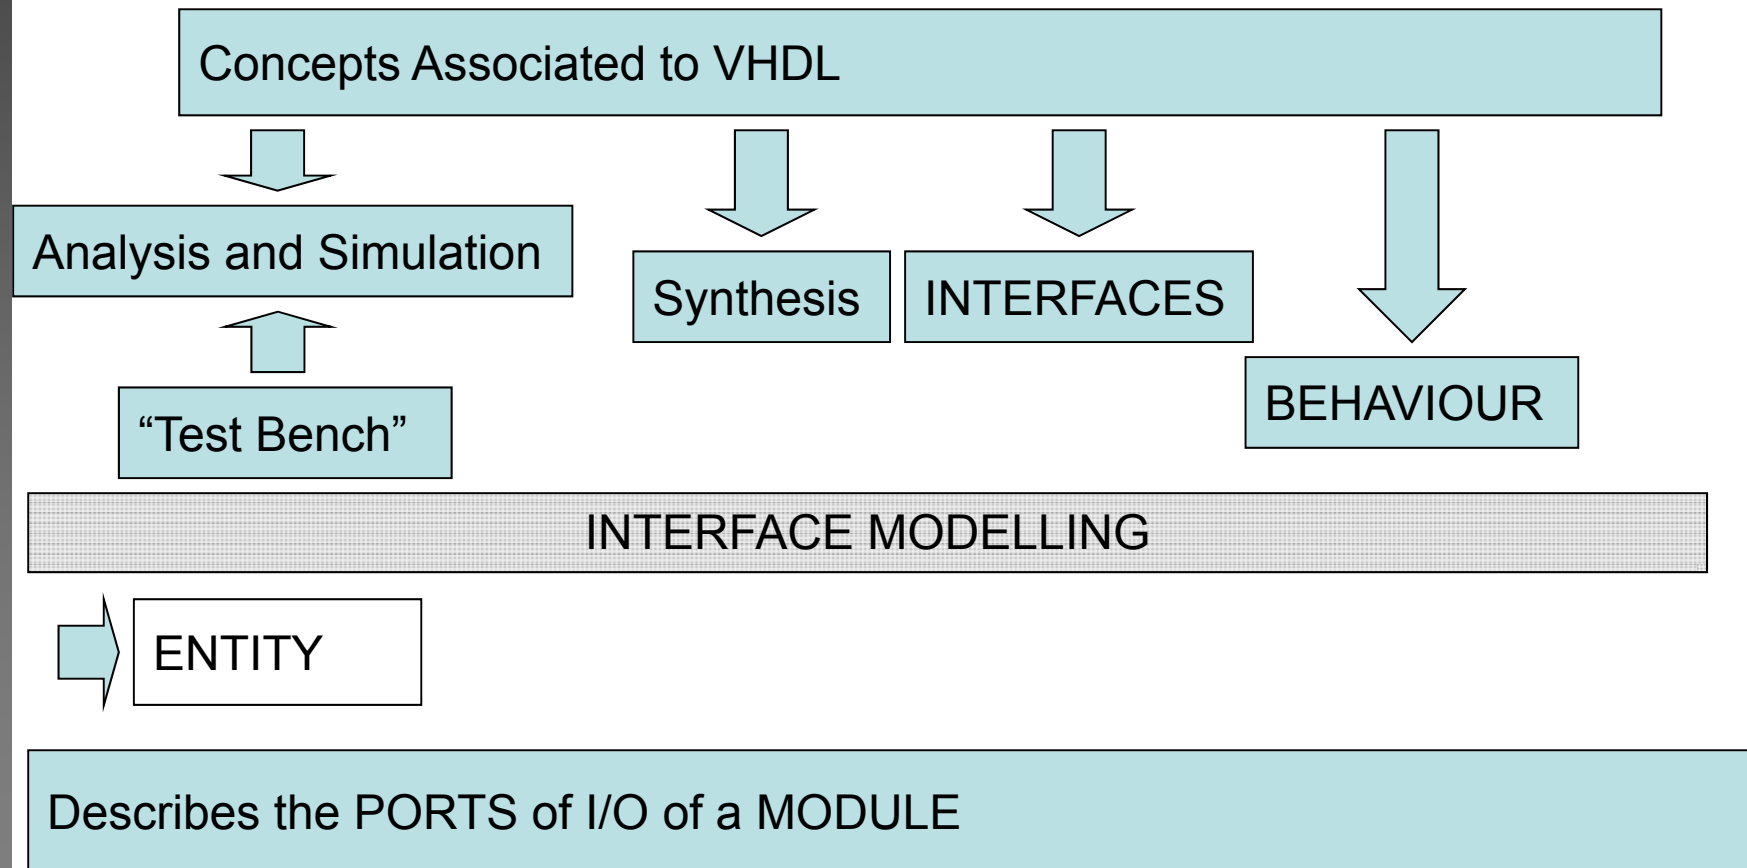 Concepts Associated to VHDL
Analysis and Simulation
Synthesis
INTERFACES
BEHAVIOUR
“Test Bench”
INTERFACE MODELLING
ENTITY
Describes the PORTS of I/O of a MODULE